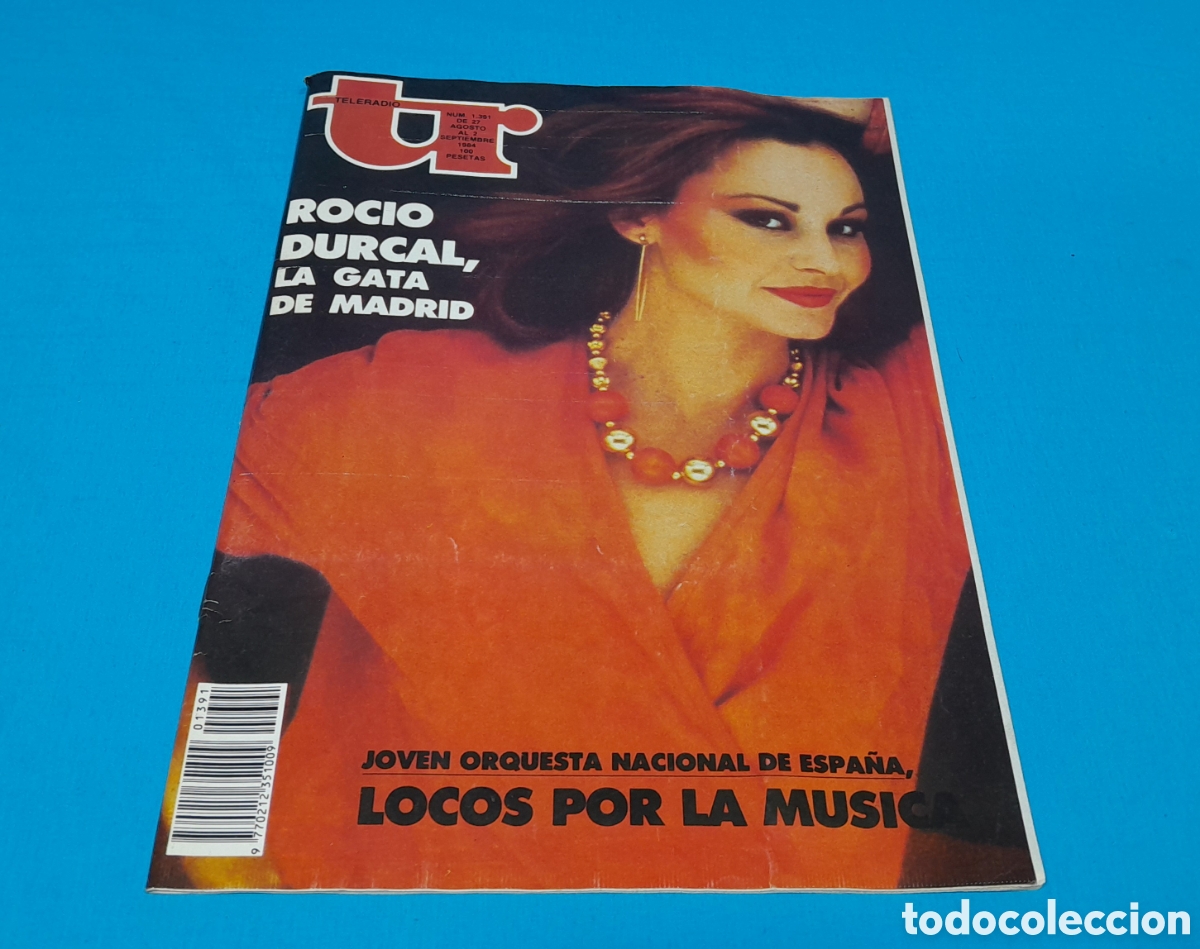 TELERADIO
tr
NUM. 1.391
DE 27
AGOSTO
AL 2
SEPTIEMBRE
1984
100
PESETAS
ROCIO
DURCAL,
LA GATA
DE MADRID
01391
9 770212 351009
JOVEN ORQUESTA NACIONAL DE ESPAÑA,
LOCOS POR LA MUSICA
todocoleccion